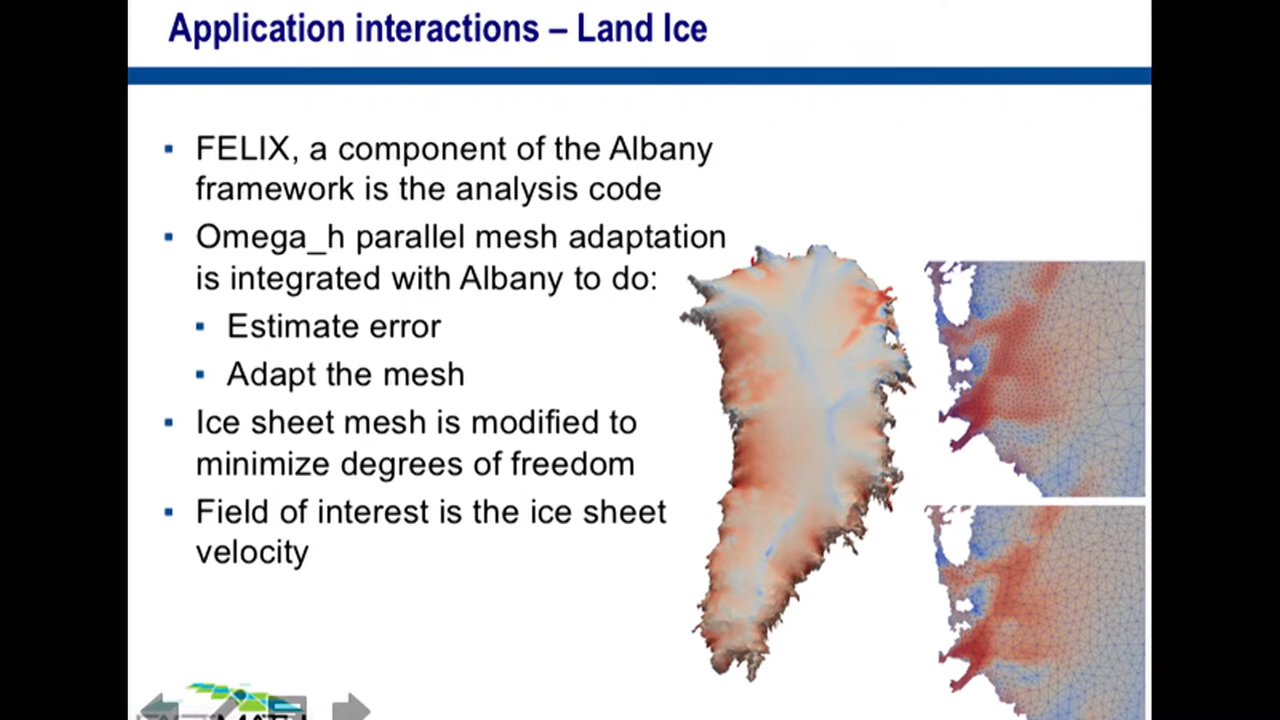 Application interactions – Land Ice
▪ FELIX, a component of the Albany
framework is the analysis code
▪ Omega_h parallel mesh adaptation
is integrated with Albany to do:
▪ Estimate error
▪ Adapt the mesh
▪ Ice sheet mesh is modified to
minimize degrees of freedom
▪ Field of interest is the ice sheet
velocity